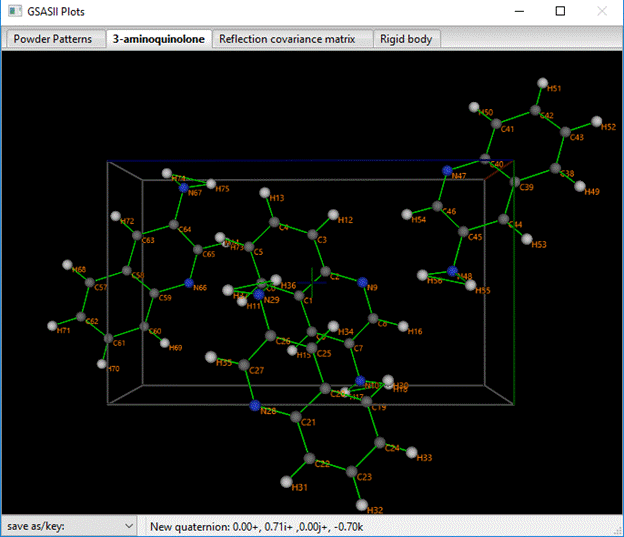 GSASII Plots
Powder Patterns
3-aminoquinolone
Reflection covariance matrix
Rigid body
H51
H50
C42
C41
H52
C43
C40
N47
C38
C39
H49
H75
N67
H13
C46
H54
H12
C44
H72
C4
C64
C45
C63
C3
H53
H73
C5
C65
H68
C2
N48
H56
H36
C57
N66
N9
H55
C59
N29
C1
H11
C62
H16
H71
C60
H34
C61
C26
C7
H69
C25
H35
C27
H70
C19
N28
C21
C24
H33
C22
C23
H31
H32
save as/key:
New quaternion: 0.00+, 0.71i+ ,0.00j+, -0.70k